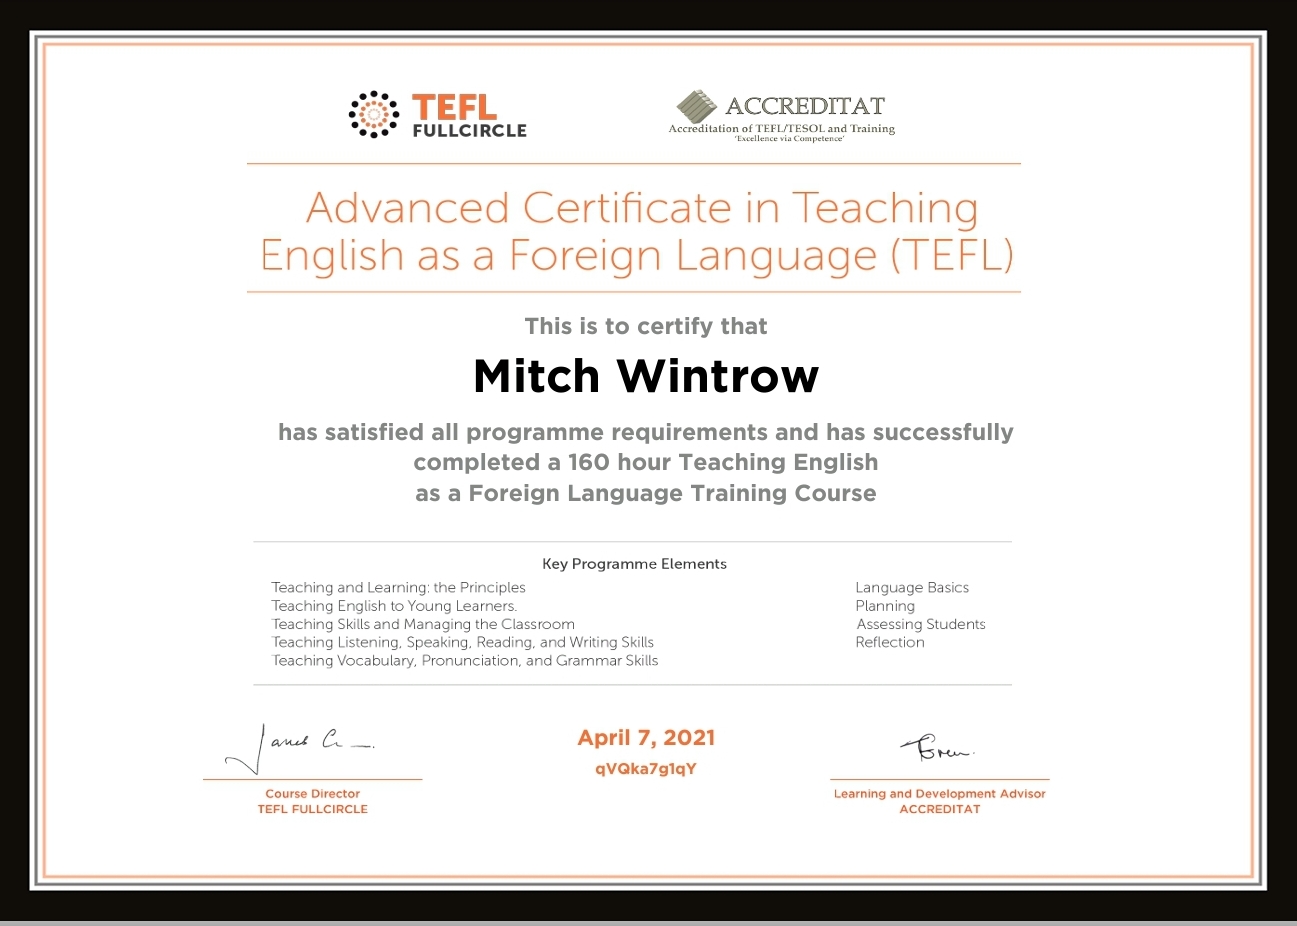 TEFL
FULLCIRCLE
ACCREDITAT
Accreditation of TEFL/TESOL and Training
'Excellence via Competence'
Advanced Certificate in Teaching
English as a Foreign Language (TEFL)
This is to certify that
Mitch Wintrow
has satisfied all programme requirements and has successfully
completed a 160 hour Teaching English
as a Foreign Language Training Course
Key Programme Elements
Teaching and Learning: the Principles
Teaching English to Young Learners.
Teaching Skills and Managing the Classroom
Teaching Listening, Speaking, Reading, and Writing Skills
Teaching Vocabulary, Pronunciation, and Grammar Skills
Language Basics
Planning
Assessing Students
Reflection
April 7, 2021
qVQka7g1qY
Course Director
TEFL FULLCIRCLE
Learning and Development Advisor
ACCREDITAT